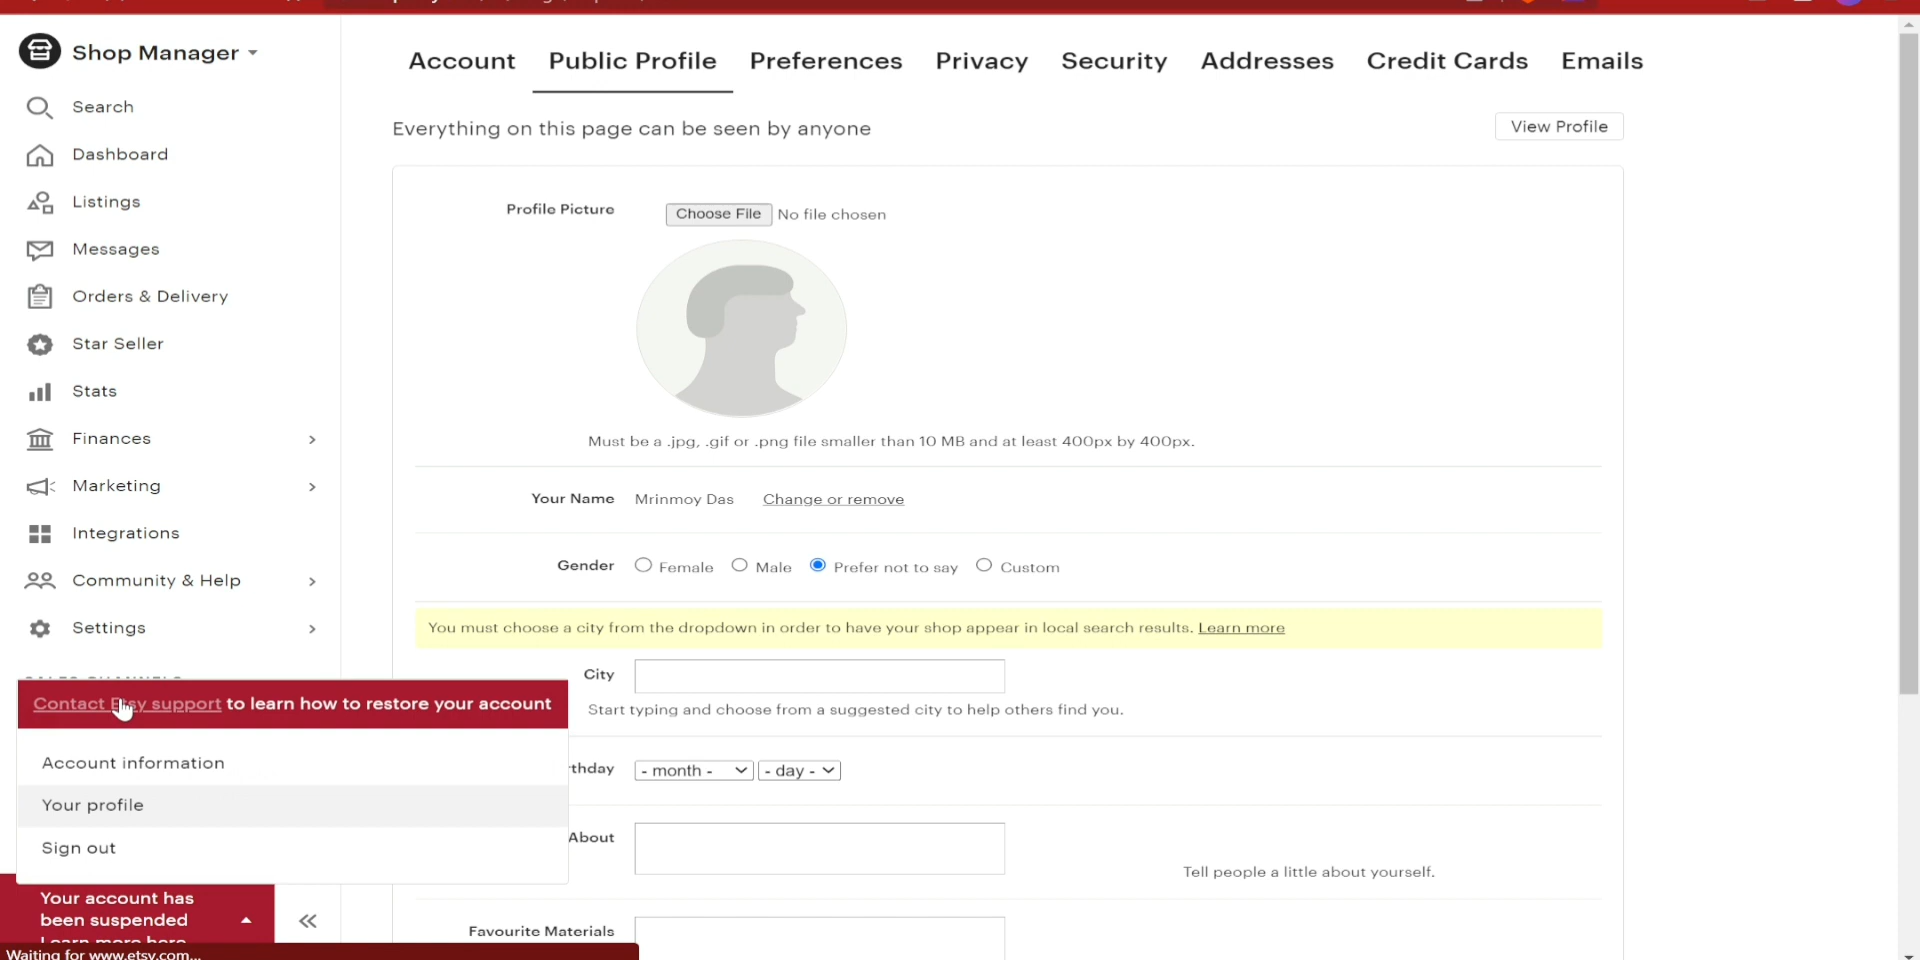 Shop Manager
Search
Dashboard
Listings
Messages
Orders & Delivery
Star Seller
Stats
Finances
Marketing
Integrations
Community & Help
Settings
Contact Etsy support to learn how to restore your account
Account information
Your profile
Sign out
Your account has
been suspended
Learn more here
Waiting for www.etsy.com...
Account Public Profile Preferences Privacy Security Addresses Credit Cards Emails
Everything on this page can be seen by anyone
View Profile
Profile Picture Choose File No file chosen
Must be a .jpg, .gif or .png file smaller than 10 MB and at least 400px by 400px.
Your Name Mrinmoy Das Change or remove
Gender Female Male Prefer not to say Custom
You must choose a city from the dropdown in order to have your shop appear in local search results. Learn more
City
Start typing and choose from a suggested city to help others find you.
thday - month - - day -
About
Tell people a little about yourself.
Favourite Materials